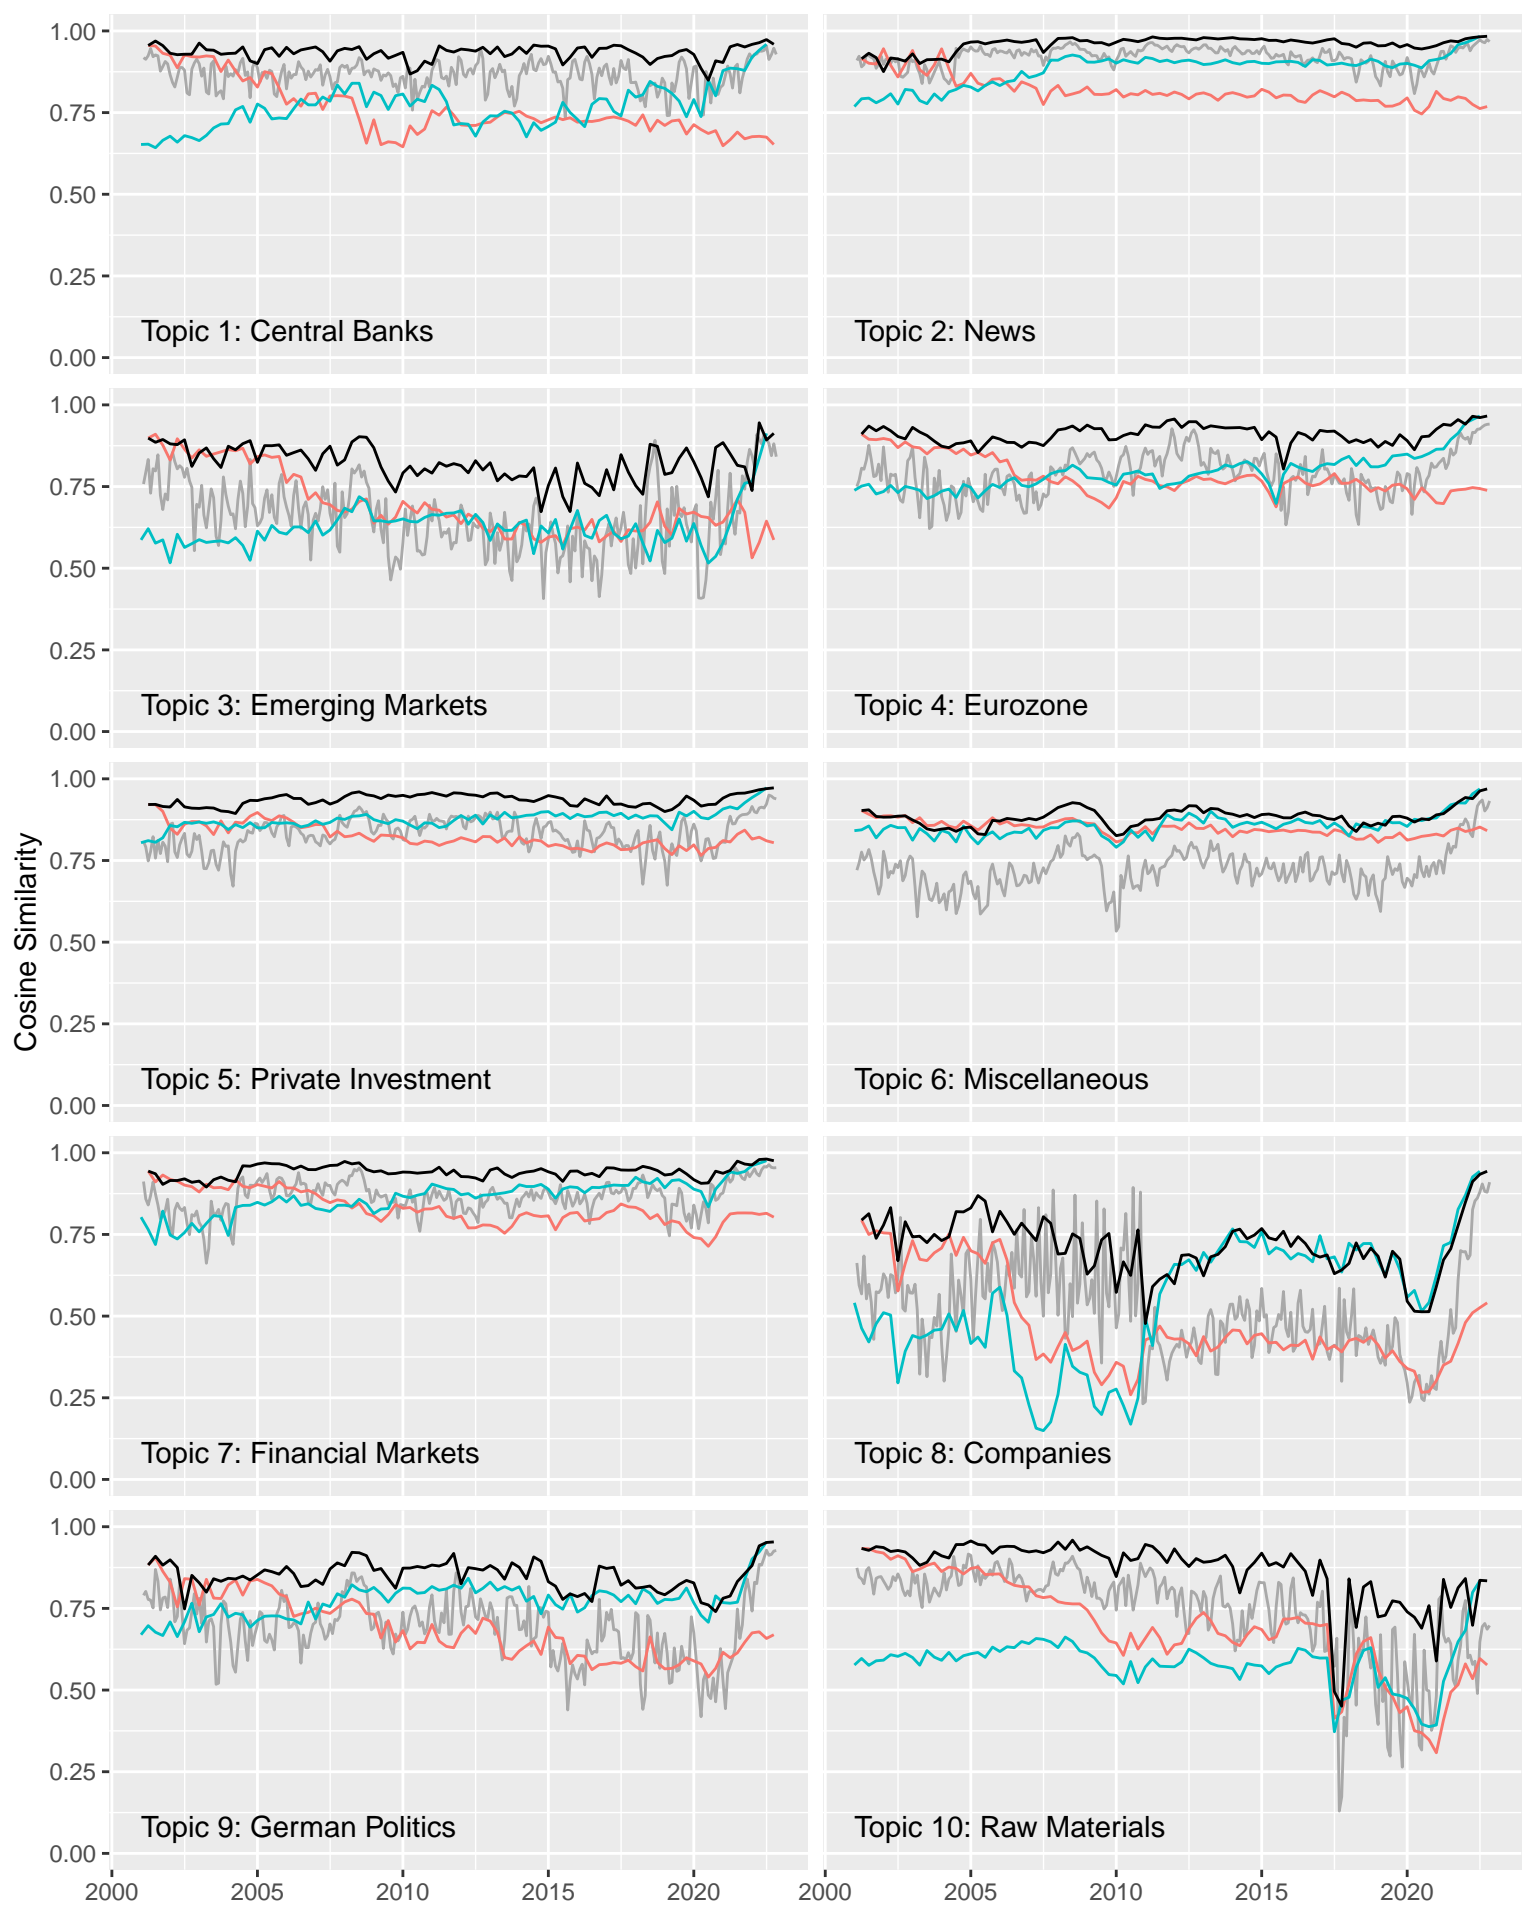 1.00
0.75
0.50
0.25
0.00
Topic 1: Central Banks
Topic 2: News
1.00
0.75
0.50
0.25
0.00
Topic 3: Emerging Markets
Topic 4: Eurozone
Cosine Similarity
1.00
0.75
0.50
0.25
0.00
Topic 5: Private Investment
Topic 6: Miscellaneous
1.00
0.75
0.50
0.25
0.00
Topic 7: Financial Markets
Topic 8: Companies
1.00
0.75
0.50
0.25
0.00
Topic 9: German Politics
Topic 10: Raw Materials
2000 2005 2010 2015 2020
2000 2005 2010 2015 2020